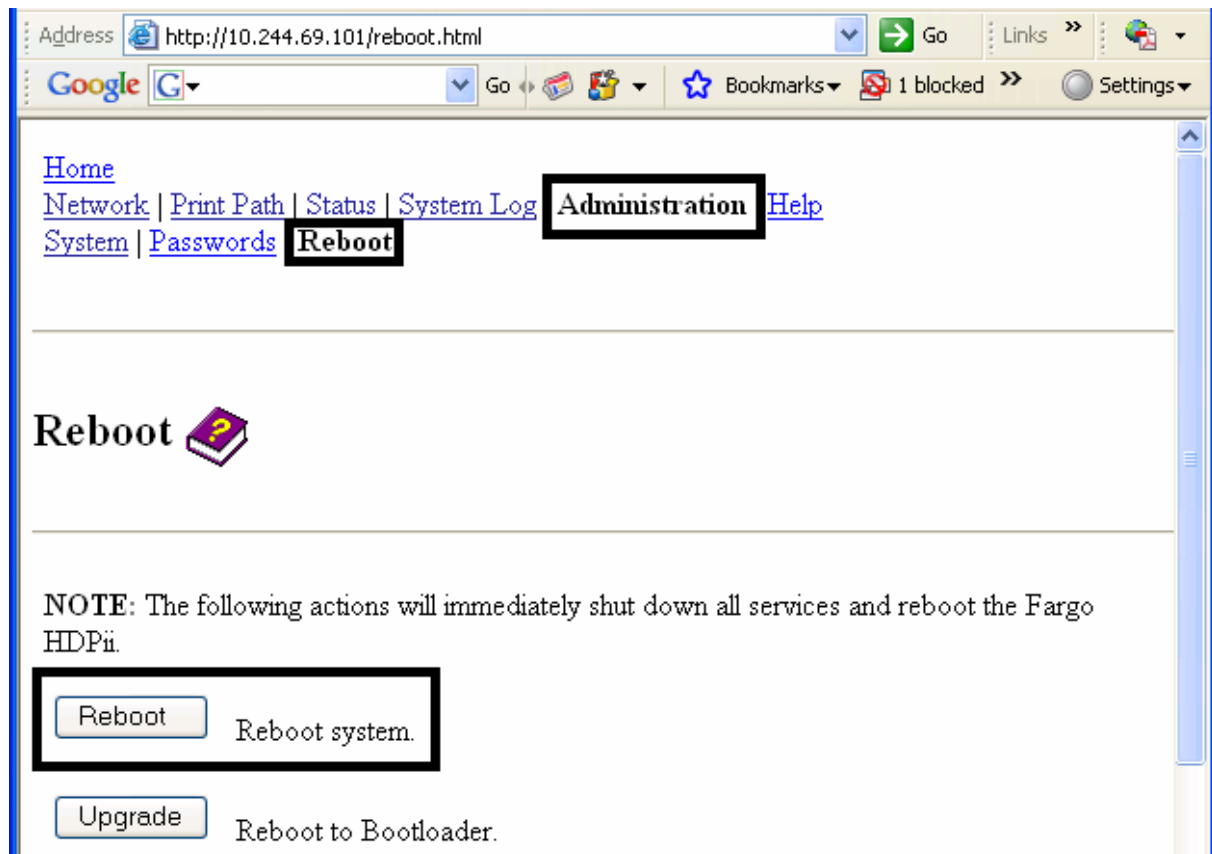 Address http://10.244.69.101/reboot.html Go Links »
Google G Go Bookmarks 1 blocked » Settings
Home
Network | Print Path | Status | System Log Administration Help
System | Passwords Reboot
Reboot ?
NOTE: The following actions will immediately shut down all services and reboot the Fargo
HDPii.
Reboot Reboot system.
Upgrade Reboot to Bootloader.